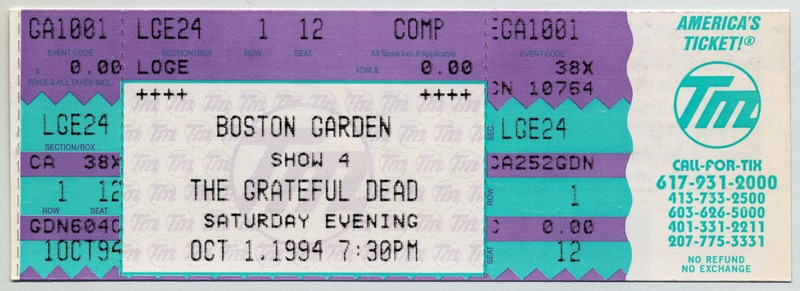 GA1001 LGE24 1 12 COMP EGA1001
EVENT CODE SECTION/BOX ROW SEAT All Taxes Incl. If Applicable EVENT CODE
$ 0.00 LOGE ADM.$ 0.00 38X
PRICE & ALL TAXES INCL. CN 10764
++++ ++++
LGE24 BOSTON GARDEN SEC. LGE24
SECTION/BOX
CA 38X SHOW 4 CA252GDN
1 12 THE GRATEFUL DEAD 1
ROW SEAT ROW
GDN604C SATURDAY EVENING C 0.00
1OCT94 OCT 1,1994 7:30PM SEAT 12
AMERICA'S
TICKET!®
Tm
CALL-FOR-TIX
617-931-2000
413-733-2500
603-626-5000
401-331-2211
207-775-3331
NO REFUND
NO EXCHANGE